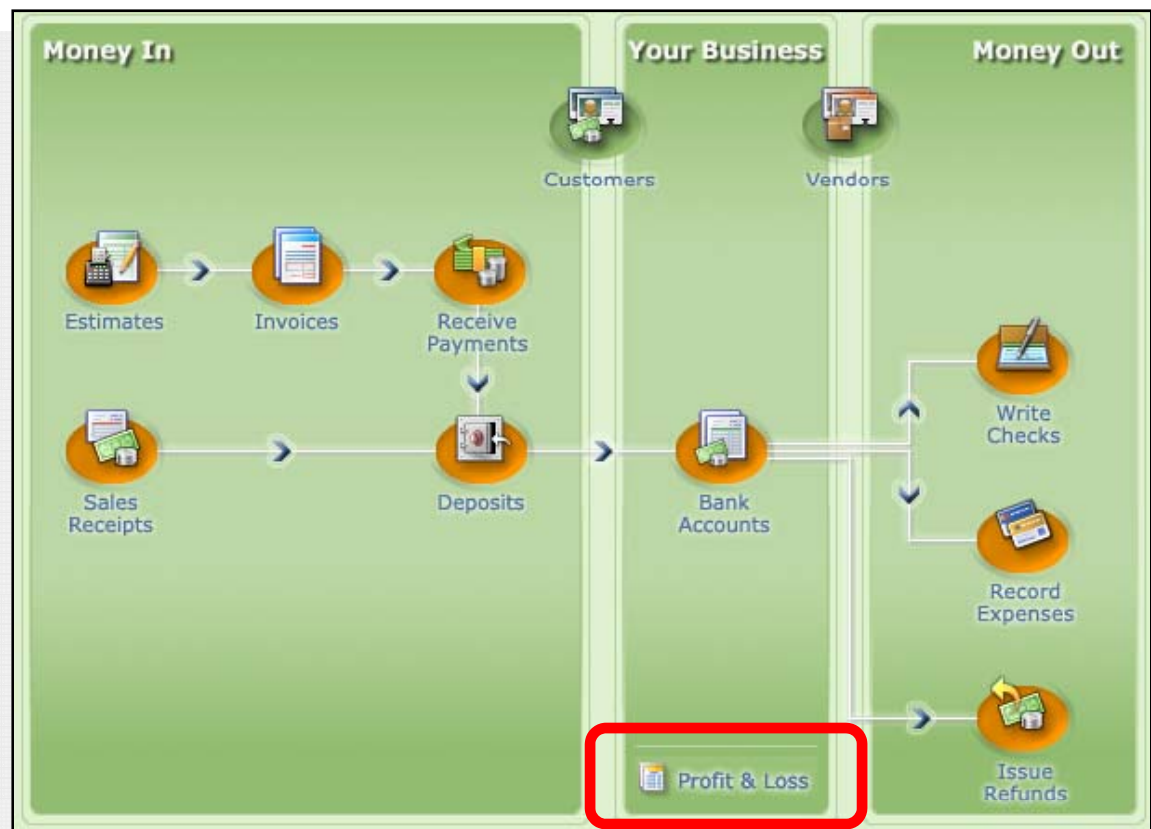 Money In
Your Business
Money Out
Customers
Vendors
Estimates
Invoices
Receive
Payments
Write
Checks
Sales
Receipts
Deposits
Bank
Accounts
Record
Expenses
Profit & Loss
Issue
Refunds